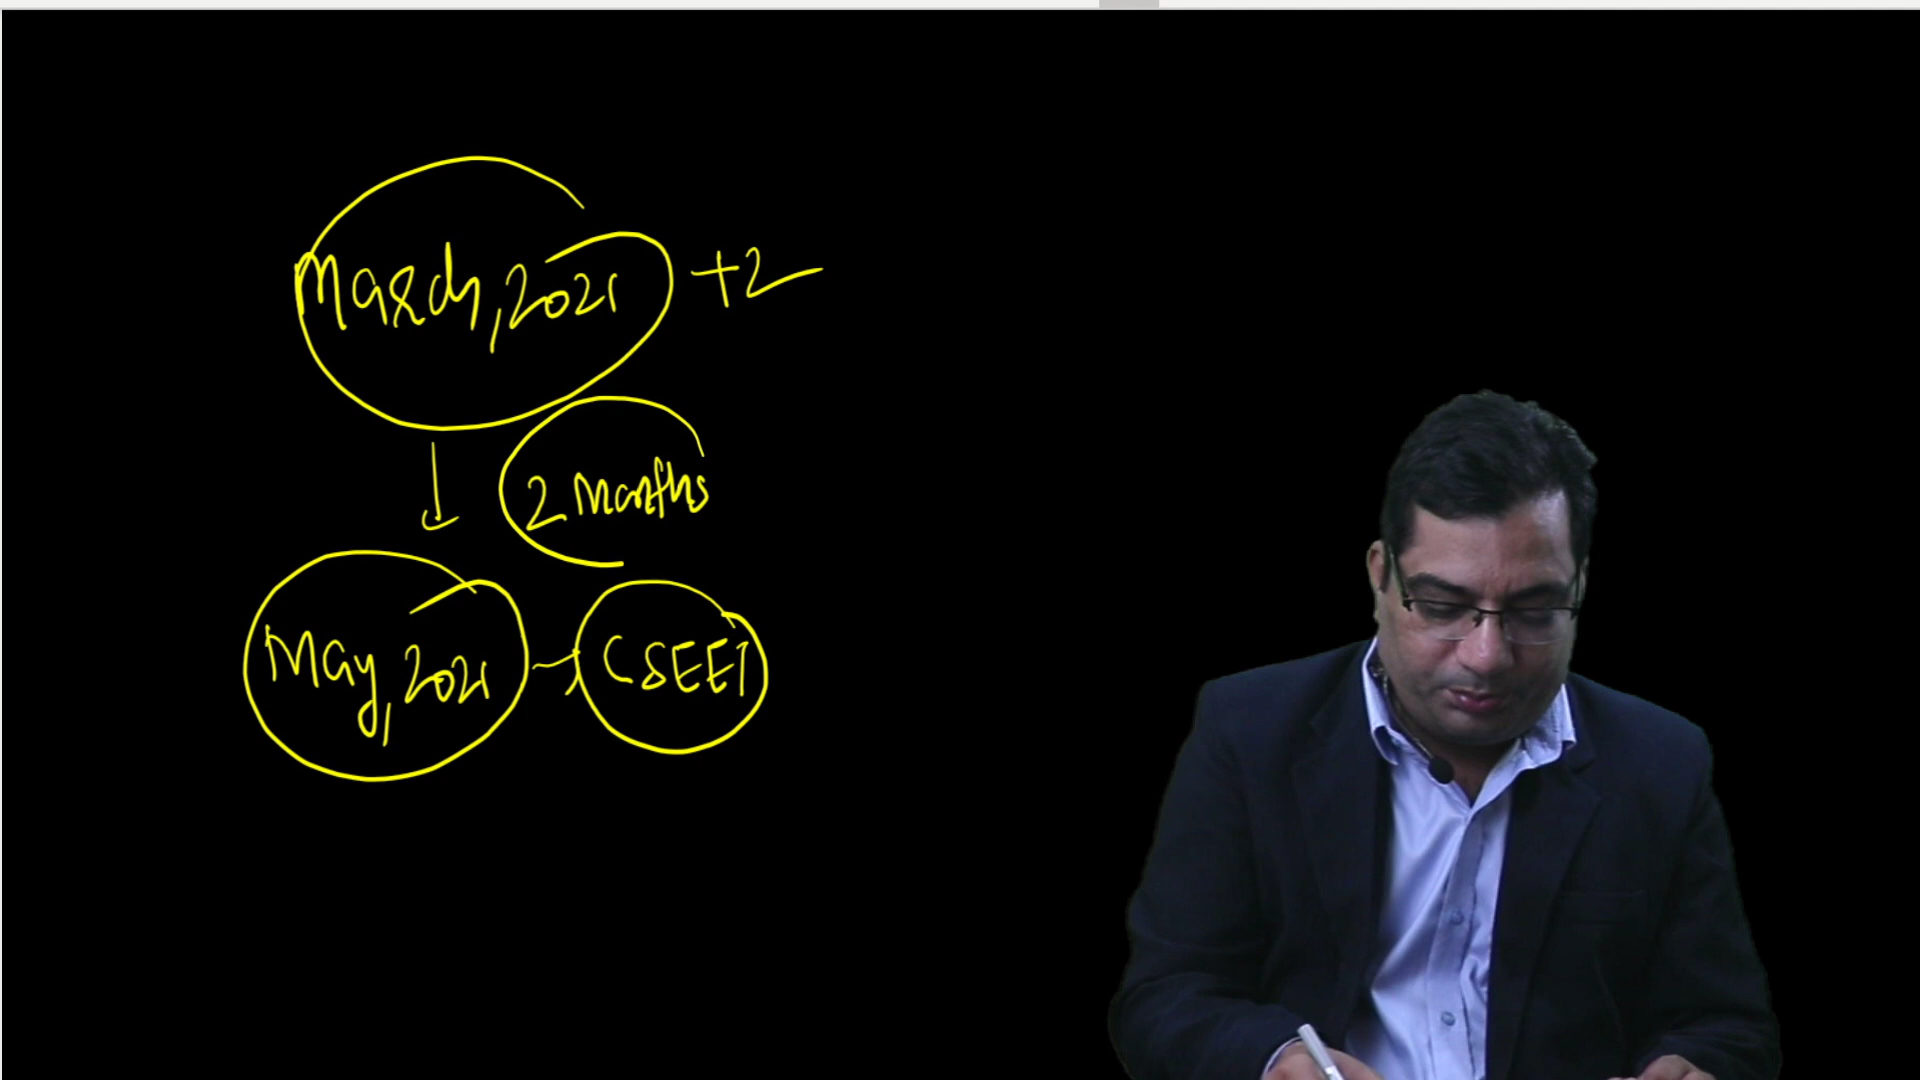 March, 2021 +2
2 Months
May, 2021 → CSEET